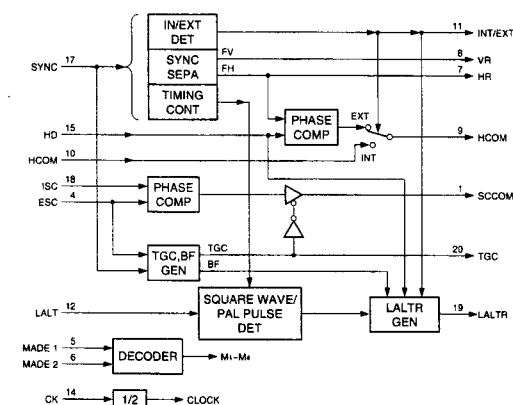 IN/EXT
DET
SYNC
SEPA
TIMING
CONT
FV
FH
11
INT/EXT
8
VR
7
HR
SYNC
17
HD
15
HCOM
10
PHASE
COMP
EXT
INT
9
HCOM
ISC
18
ESC
4
PHASE
COMP
1
SCCOM
TGC,BF
GEN
TGC
BF
20
TGC
LALT
12
SQUARE WAVE/
PAL PULSE
DET
LALTR
GEN
19
LALTR
MADE 1
5
MADE 2
6
DECODER
M1-M4
CK
14
1/2
CLOCK